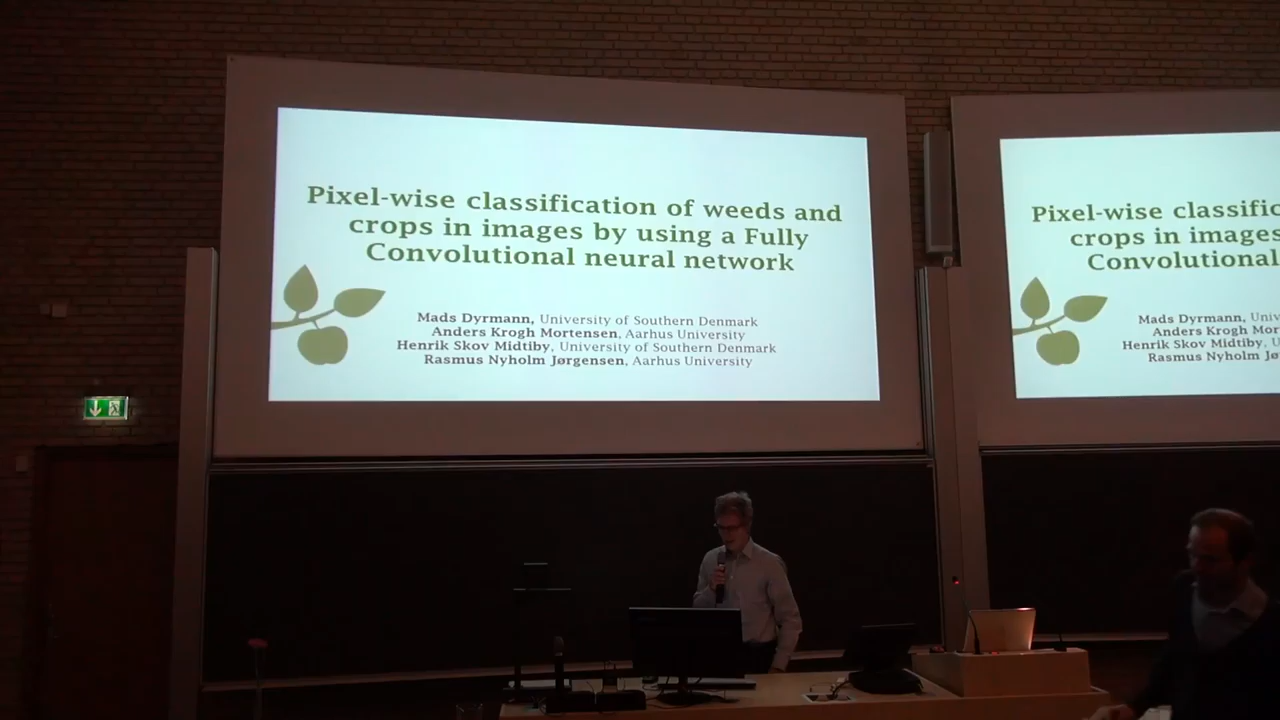 Pixel-wise classification of weeds and
crops in images by using a Fully
Convolutional neural network
Mads Dyrmann, University of Southern Denmark
Anders Krogh Mortensen, Aarhus University
Henrik Skov Midtiby, University of Southern Denmark
Rasmus Nyholm Jørgensen, Aarhus University
Pixel-wise classific
crops in images
Convolutional
Mads Dyrmann, Univ
Anders Krogh Mor
Henrik Skov Midtiby, U
Rasmus Nyholm Jø